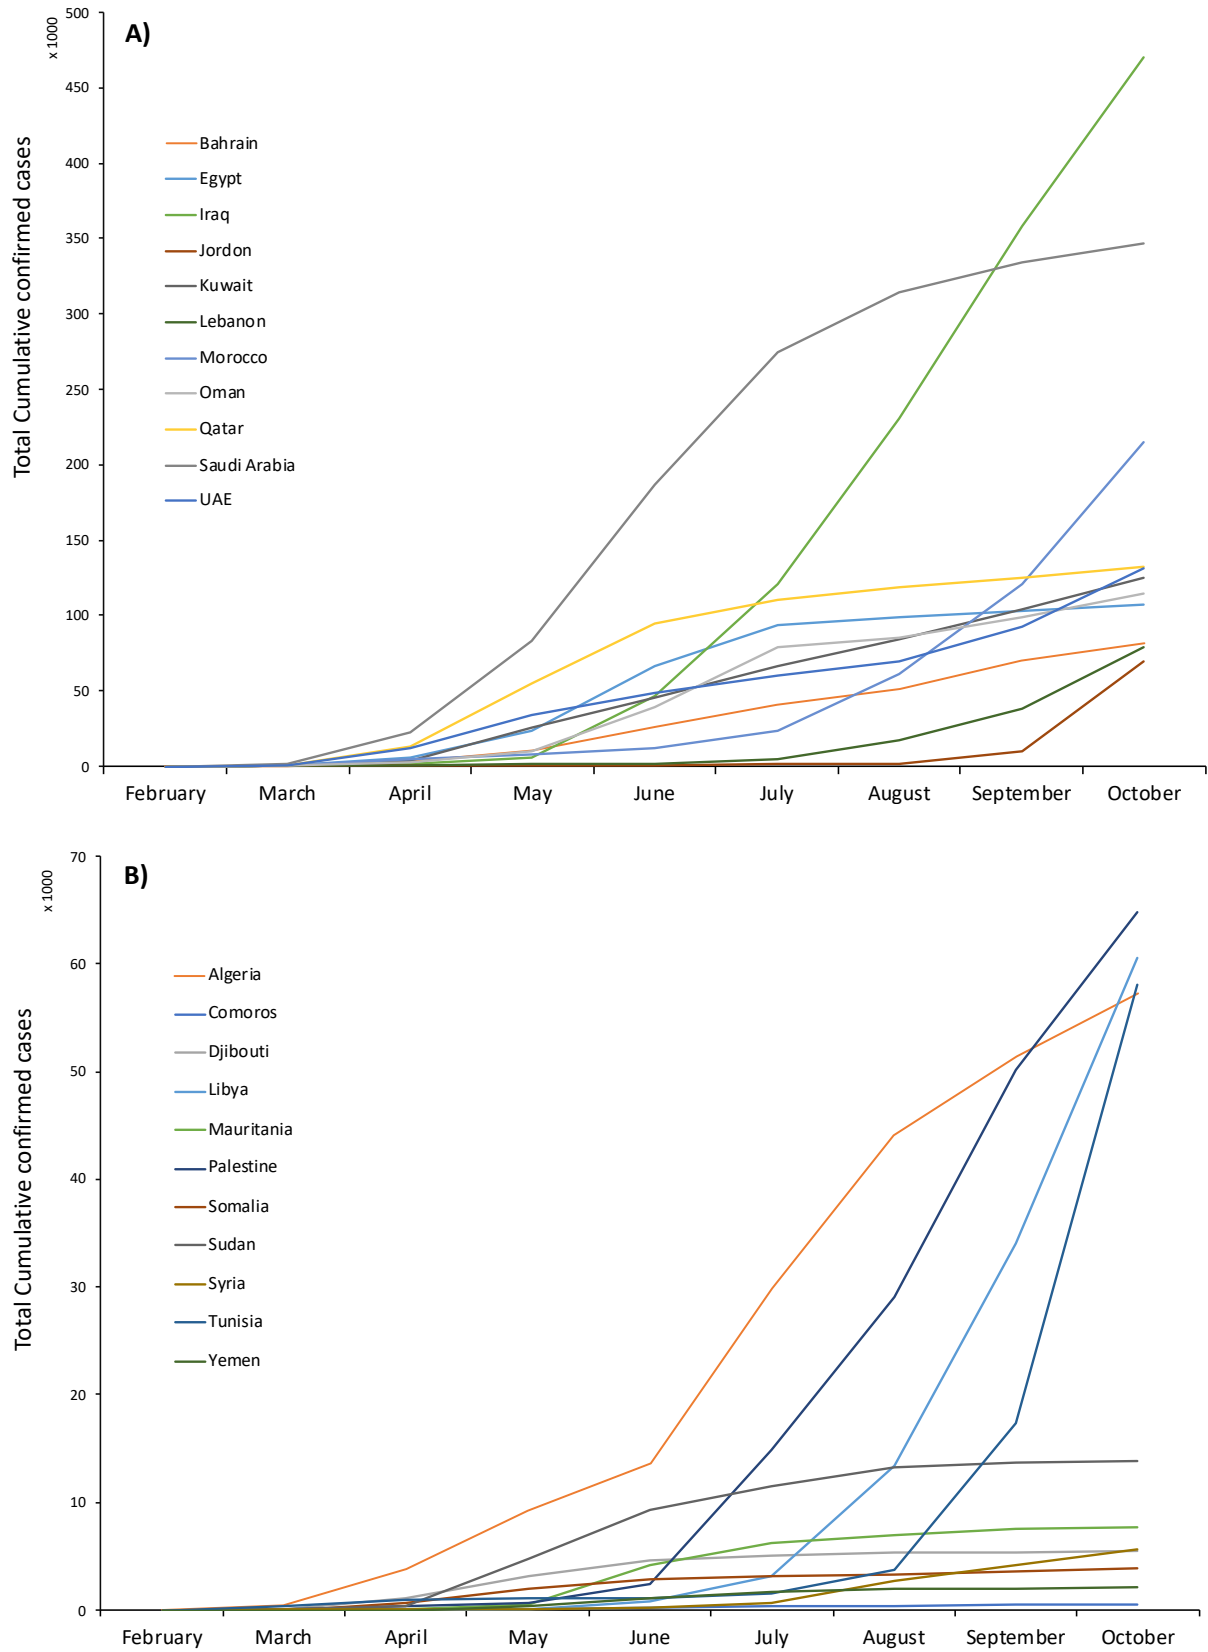 A)
x 1000
Total Cumulative confirmed cases
500
450
400
350
300
250
200
150
100
50
0
Bahrain
Egypt
Iraq
Jordon
Kuwait
Lebanon
Morocco
Oman
Qatar
Saudi Arabia
UAE
February March April May June July August September October
B)
x 1000
Total Cumulative confirmed cases
70
60
50
40
30
20
10
0
Algeria
Comoros
Djibouti
Libya
Mauritania
Palestine
Somalia
Sudan
Syria
Tunisia
Yemen
February March April May June July August September October